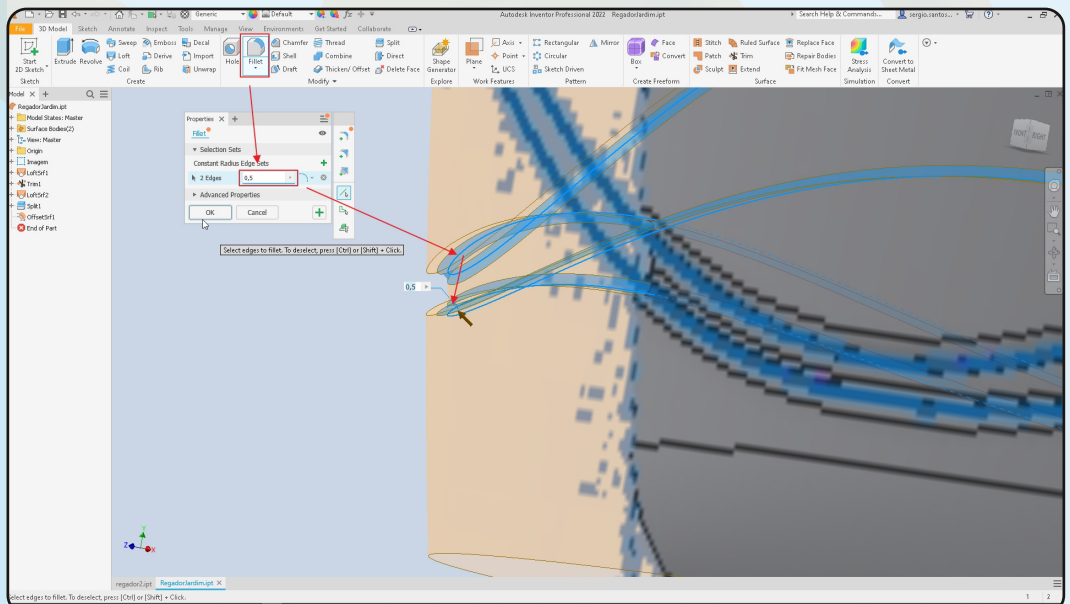 Generic
Default
Autodesk Inventor Professional 2022 RegadorJardim.ipt
Search Help & Commands...
sergio.santos...
File 3D Model Sketch Annotate Inspect Tools Manage View Environments Get Started Collaborate
Start
2D Sketch
Extrude Revolve
Sweep Emboss Decal
Loft Derive Import
Coil Rib Unwrap
Hole Fillet
Chamfer Thread Split
Shell Combine Direct
Draft Thicken/ Offset Delete Face
Shape
Generator
Plane
Axis
Point
UCS
Rectangular Mirror
Circular
Sketch Driven
Box
Face
Convert
Stitch Ruled Surface Replace Face
Patch Trim Repair Bodies
Sculpt Extend Fit Mesh Face
Stress
Analysis
Convert to
Sheet Metal
Sketch Create Modify Explore Work Features Pattern Create Freeform Surface Simulation Convert
Model × +
RegadorJardim.ipt
Model States: Master
Surface Bodies(2)
View: Master
Origin
Imagem
LoftSrf1
Trim1
LoftSrf2
Split1
OffsetSrf1
End of Part
Properties × +
Fillet
Selection Sets
Constant Radius Edge Sets
2 Edges 0,5
Advanced Properties
OK Cancel
Select edges to fillet. To deselect, press [Ctrl] or [Shift] + Click.
0,5
FRONT RIGHT
Y
Z X
regador2.ipt RegadorJardim.ipt ×
Select edges to fillet. To deselect, press [Ctrl] or [Shift] + Click.
1 2